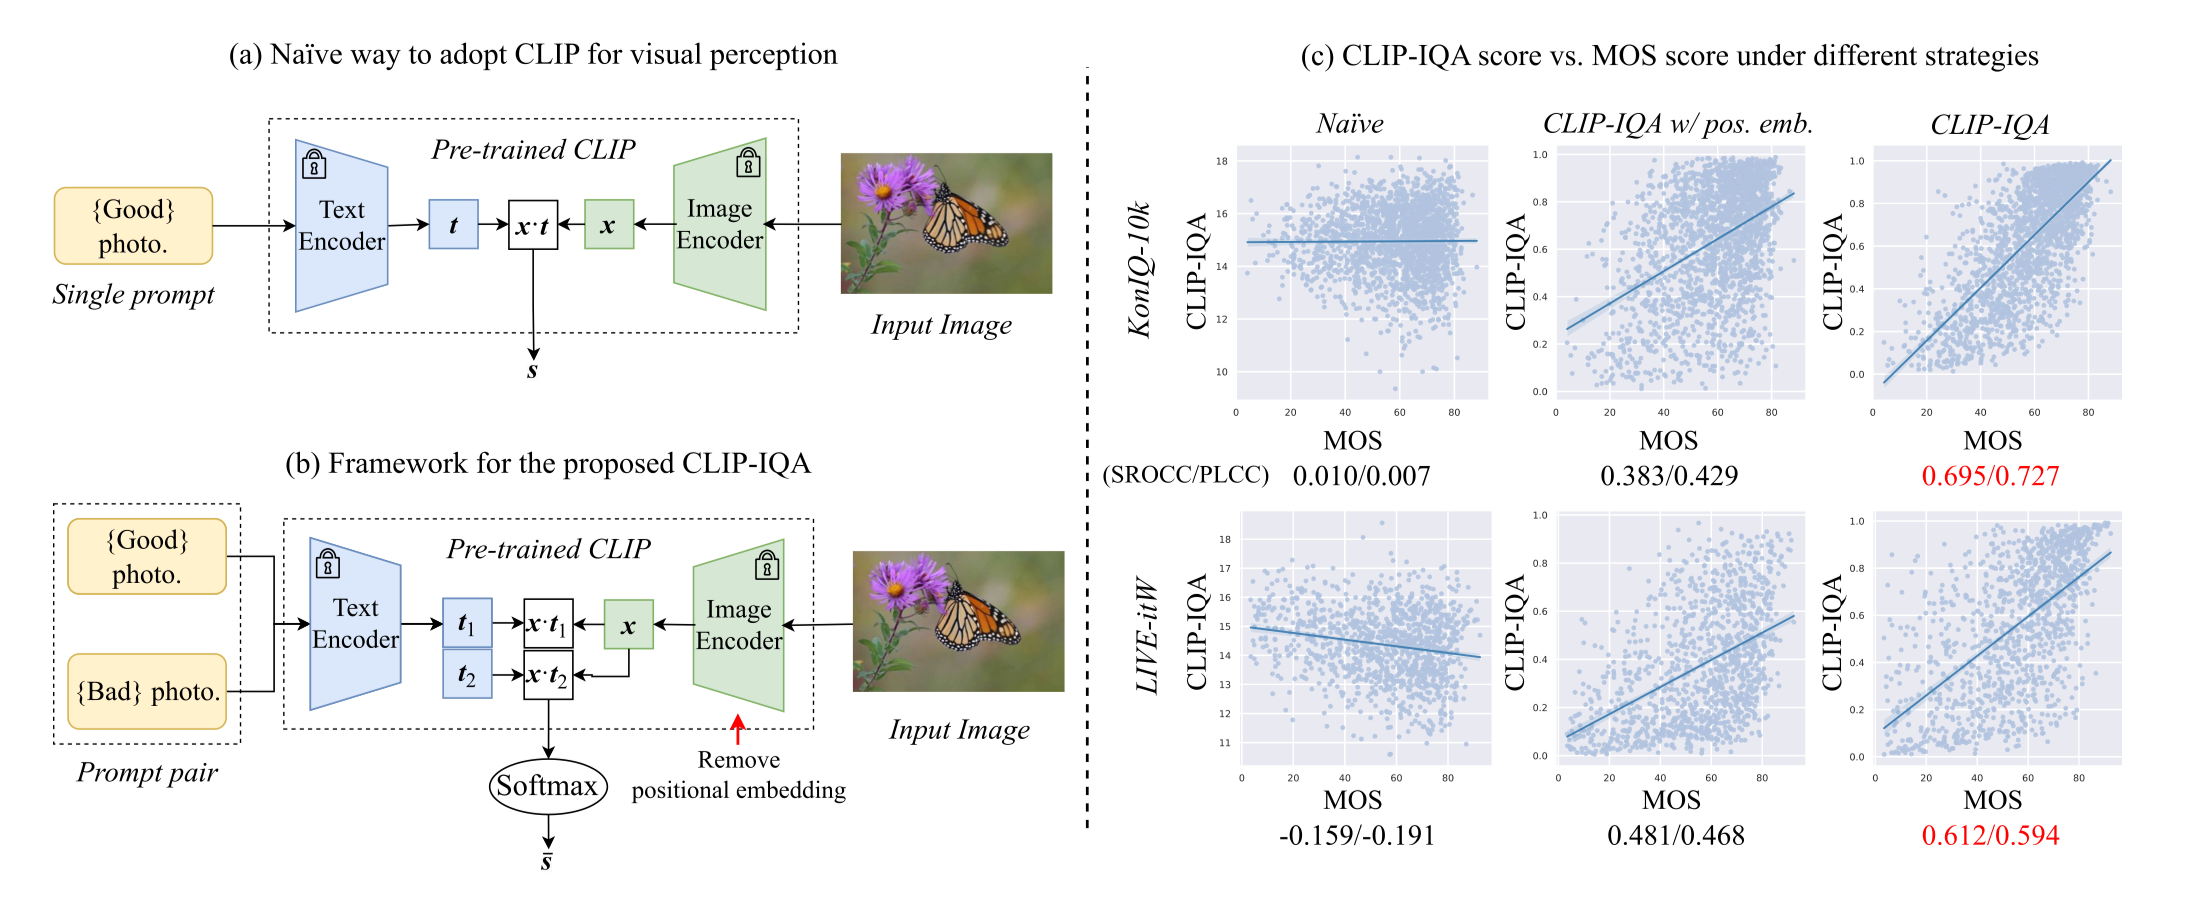 (a) Naïve way to adopt CLIP for visual perception
{Good}
photo.
Single prompt
Text
Encoder
Pre-trained CLIP
t
x·t
x
Image
Encoder
Input Image
s
(b) Framework for the proposed CLIP-IQA
{Good}
photo.
{Bad} photo.
Prompt pair
Text
Encoder
Pre-trained CLIP
t₁
x·t₁
x
t₂
x·t₂
Image
Encoder
Input Image
Remove
positional embedding
Softmax
s̄
(c) CLIP-IQA score vs. MOS score under different strategies
Naïve
CLIP-IQA w/ pos. emb.
CLIP-IQA
KonIQ-10k
CLIP-IQA
18
16
14
12
10
0 20 40 60 80
MOS
CLIP-IQA
1.0
0.8
0.6
0.4
0.2
0.0
0 20 40 60 80
MOS
CLIP-IQA
1.0
0.8
0.6
0.4
0.2
0.0
0 20 40 60 80
MOS
(SROCC/PLCC) 0.010/0.007 0.383/0.429 0.695/0.727
LIVE-itW
CLIP-IQA
18
17
16
15
14
13
12
11
0 20 40 60 80
MOS
CLIP-IQA
1.0
0.8
0.6
0.4
0.2
0.0
0 20 40 60 80
MOS
CLIP-IQA
1.0
0.8
0.6
0.4
0.2
0.0
0 20 40 60 80
MOS
-0.159/-0.191 0.481/0.468 0.612/0.594